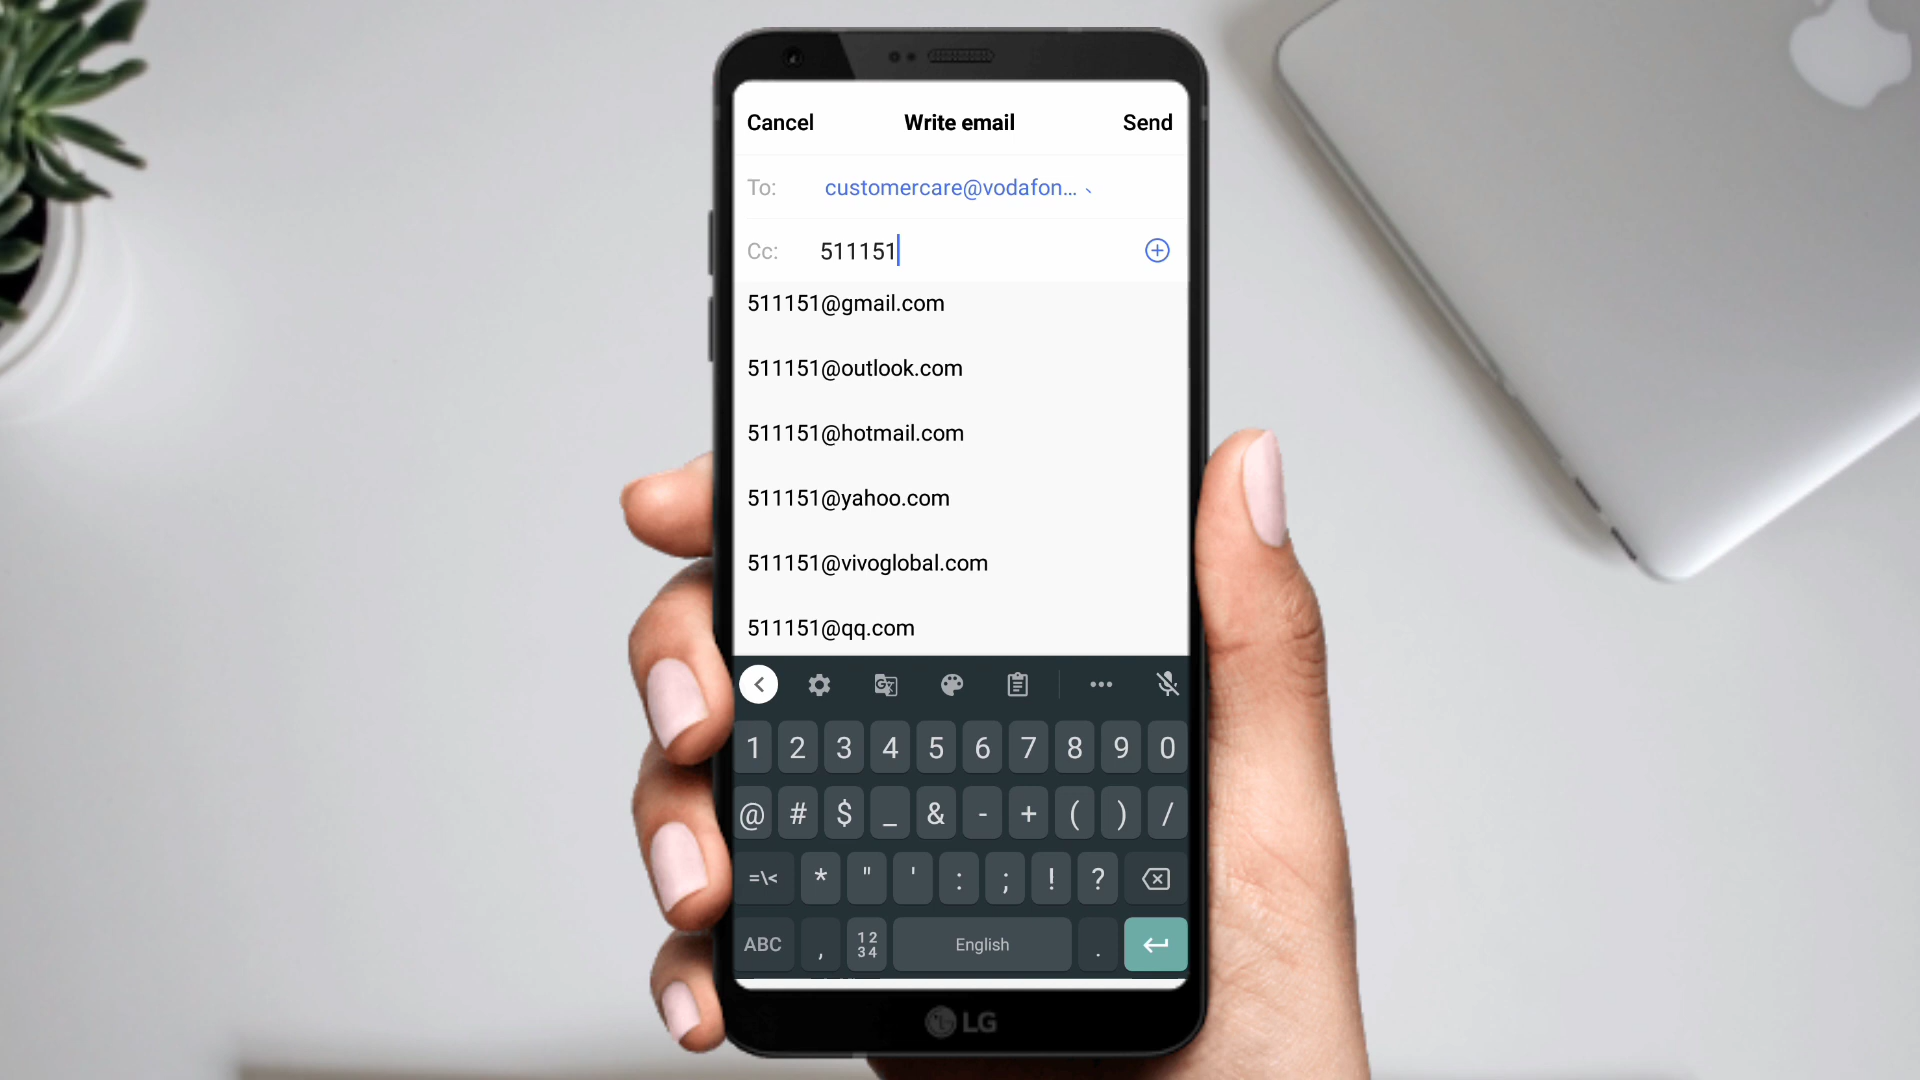 Cancel Write email Send
To: customercare@vodafon...
Cc: 511151
511151@gmail.com
511151@outlook.com
511151@hotmail.com
511151@yahoo.com
511151@vivoglobal.com
511151@qq.com
1 2 3 4 5 6 7 8 9 0
@ # $ _ & - + ( ) /
=\< * " ' : ; ! ?
ABC , 12 34 English .
LG